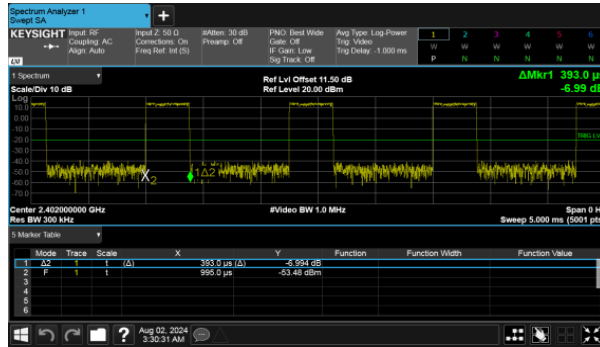 Spectrum Analyzer 1
Swept SA
+
KEYSIGHT Input: RF Input Z: 50 Ω #Atten: 30 dB PNO: Best Wide Avg Type: Log-Power 1 2 3 4 5 6
Coupling: AC Corrections: On Preamp: Off Gate: Off Trig: Video W W W W W W
Align: Auto Freq Ref: Int (S) IF Gain: Low Trig Delay: -1.000 ms P N N N N N
Sig Track: Off
LW
1 Spectrum Ref Lvl Offset 11.50 dB ΔMkr1 393.0 µs
Scale/Div 10 dB Ref Level 20.00 dBm -6.99 dB
Log
10.0
0.00
-10.0
-20.0 TRIG LV
-30.0
-40.0
-50.0
-60.0
-70.0
X2
1Δ2
Center 2.402000000 GHz #Video BW 1.0 MHz Span 0 H
Res BW 300 kHz Sweep 5.000 ms (5001 pts
5 Marker Table
Mode Trace Scale X Y Function Function Width Function Value
1 Δ2 1 t (Δ) 393.0 µs (Δ) -6.994 dB
2 F 1 t 995.0 µs -53.48 dBm
3
4
5
6
? Aug 02, 2024
3:30:31 AM